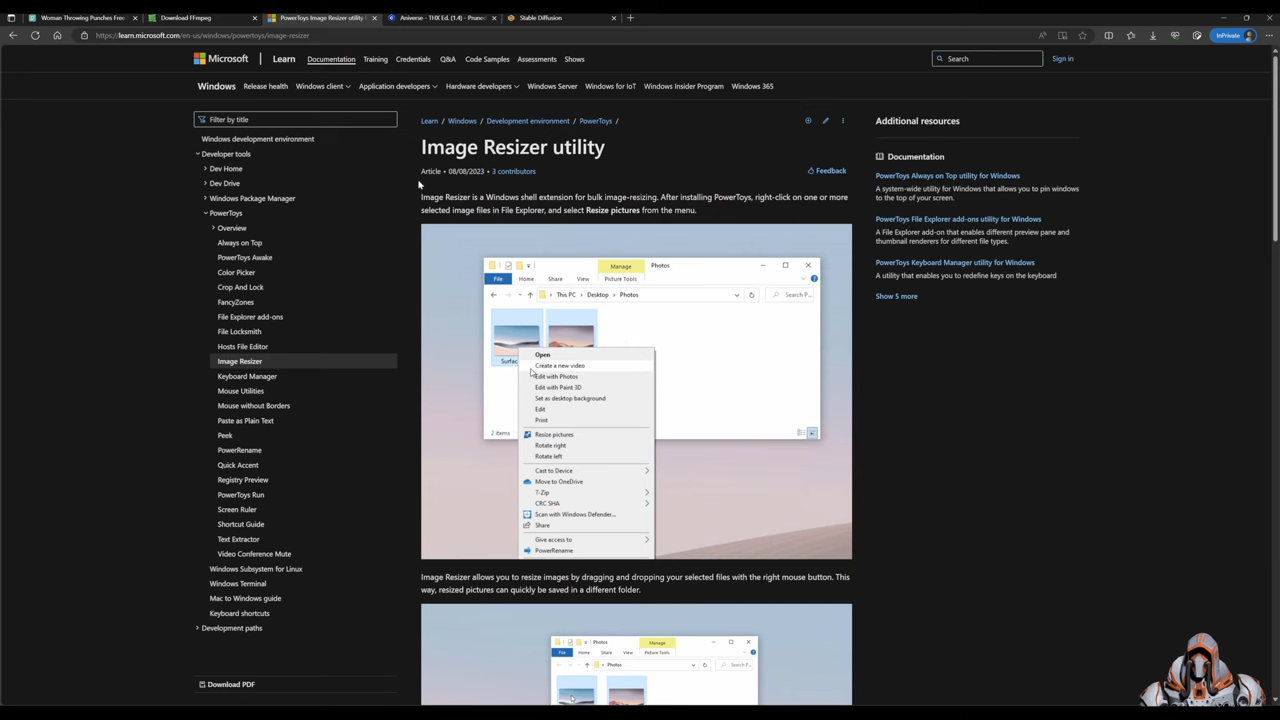 Woman Throwing Punches Free
Download FFmpeg
PowerToys Image Resizer utility
Aniverse - THX Ed. (1.4) - Pruned
Stable Diffusion
https://learn.microsoft.com/en-us/windows/powertoys/image-resizer
InPrivate
Microsoft
Learn
Documentation
Training
Credentials
Q&A
Code Samples
Assessments
Shows
Search
Sign in
Windows
Release health
Windows client
Application developers
Hardware developers
Windows Server
Windows for IoT
Windows Insider Program
Windows 365
Filter by title
Windows development environment
Developer tools
Dev Home
Dev Drive
Windows Package Manager
PowerToys
Overview
Always on Top
PowerToys Awake
Color Picker
Crop And Lock
FancyZones
File Explorer add-ons
File Locksmith
Hosts File Editor
Image Resizer
Keyboard Manager
Mouse Utilities
Mouse without Borders
Paste as Plain Text
Peek
PowerRename
Quick Accent
Registry Preview
PowerToys Run
Screen Ruler
Shortcut Guide
Text Extractor
Video Conference Mute
Windows Subsystem for Linux
Windows Terminal
Mac to Windows guide
Keyboard shortcuts
Development paths
Download PDF
Learn / Windows / Development environment / PowerToys /
Image Resizer utility
Article • 08/08/2023 • 3 contributors
Feedback
Image Resizer is a Windows shell extension for bulk image-resizing. After installing PowerToys, right-click on one or more
selected image files in File Explorer, and select Resize pictures from the menu.
Manage
Photos
File
Home
Share
View
Picture Tools
This PC > Desktop > Photos
Search P...
Surfac
Open
Create a new video
Edit with Photos
Edit with Paint 3D
Set as desktop background
Edit
Print
Resize pictures
Rotate right
Rotate left
Cast to Device
Move to OneDrive
7-Zip
CRC SHA
Scan with Windows Defender...
Share
Give access to
PowerRename
2 items
Image Resizer allows you to resize images by dragging and dropping your selected files with the right mouse button. This
way, resized pictures can quickly be saved in a different folder.
Photos
Manage
File
Home
Share
View
Picture Tools
Photos
Search P...
Additional resources
Documentation
PowerToys Always on Top utility for Windows
A system-wide utility for Windows that allows you to pin windows
to the top of your screen.
PowerToys File Explorer add-ons utility for Windows
A File Explorer add-on that enables different preview pane and
thumbnail renderers for different file types.
PowerToys Keyboard Manager utility for Windows
A utility that enables you to redefine keys on the keyboard
Show 5 more